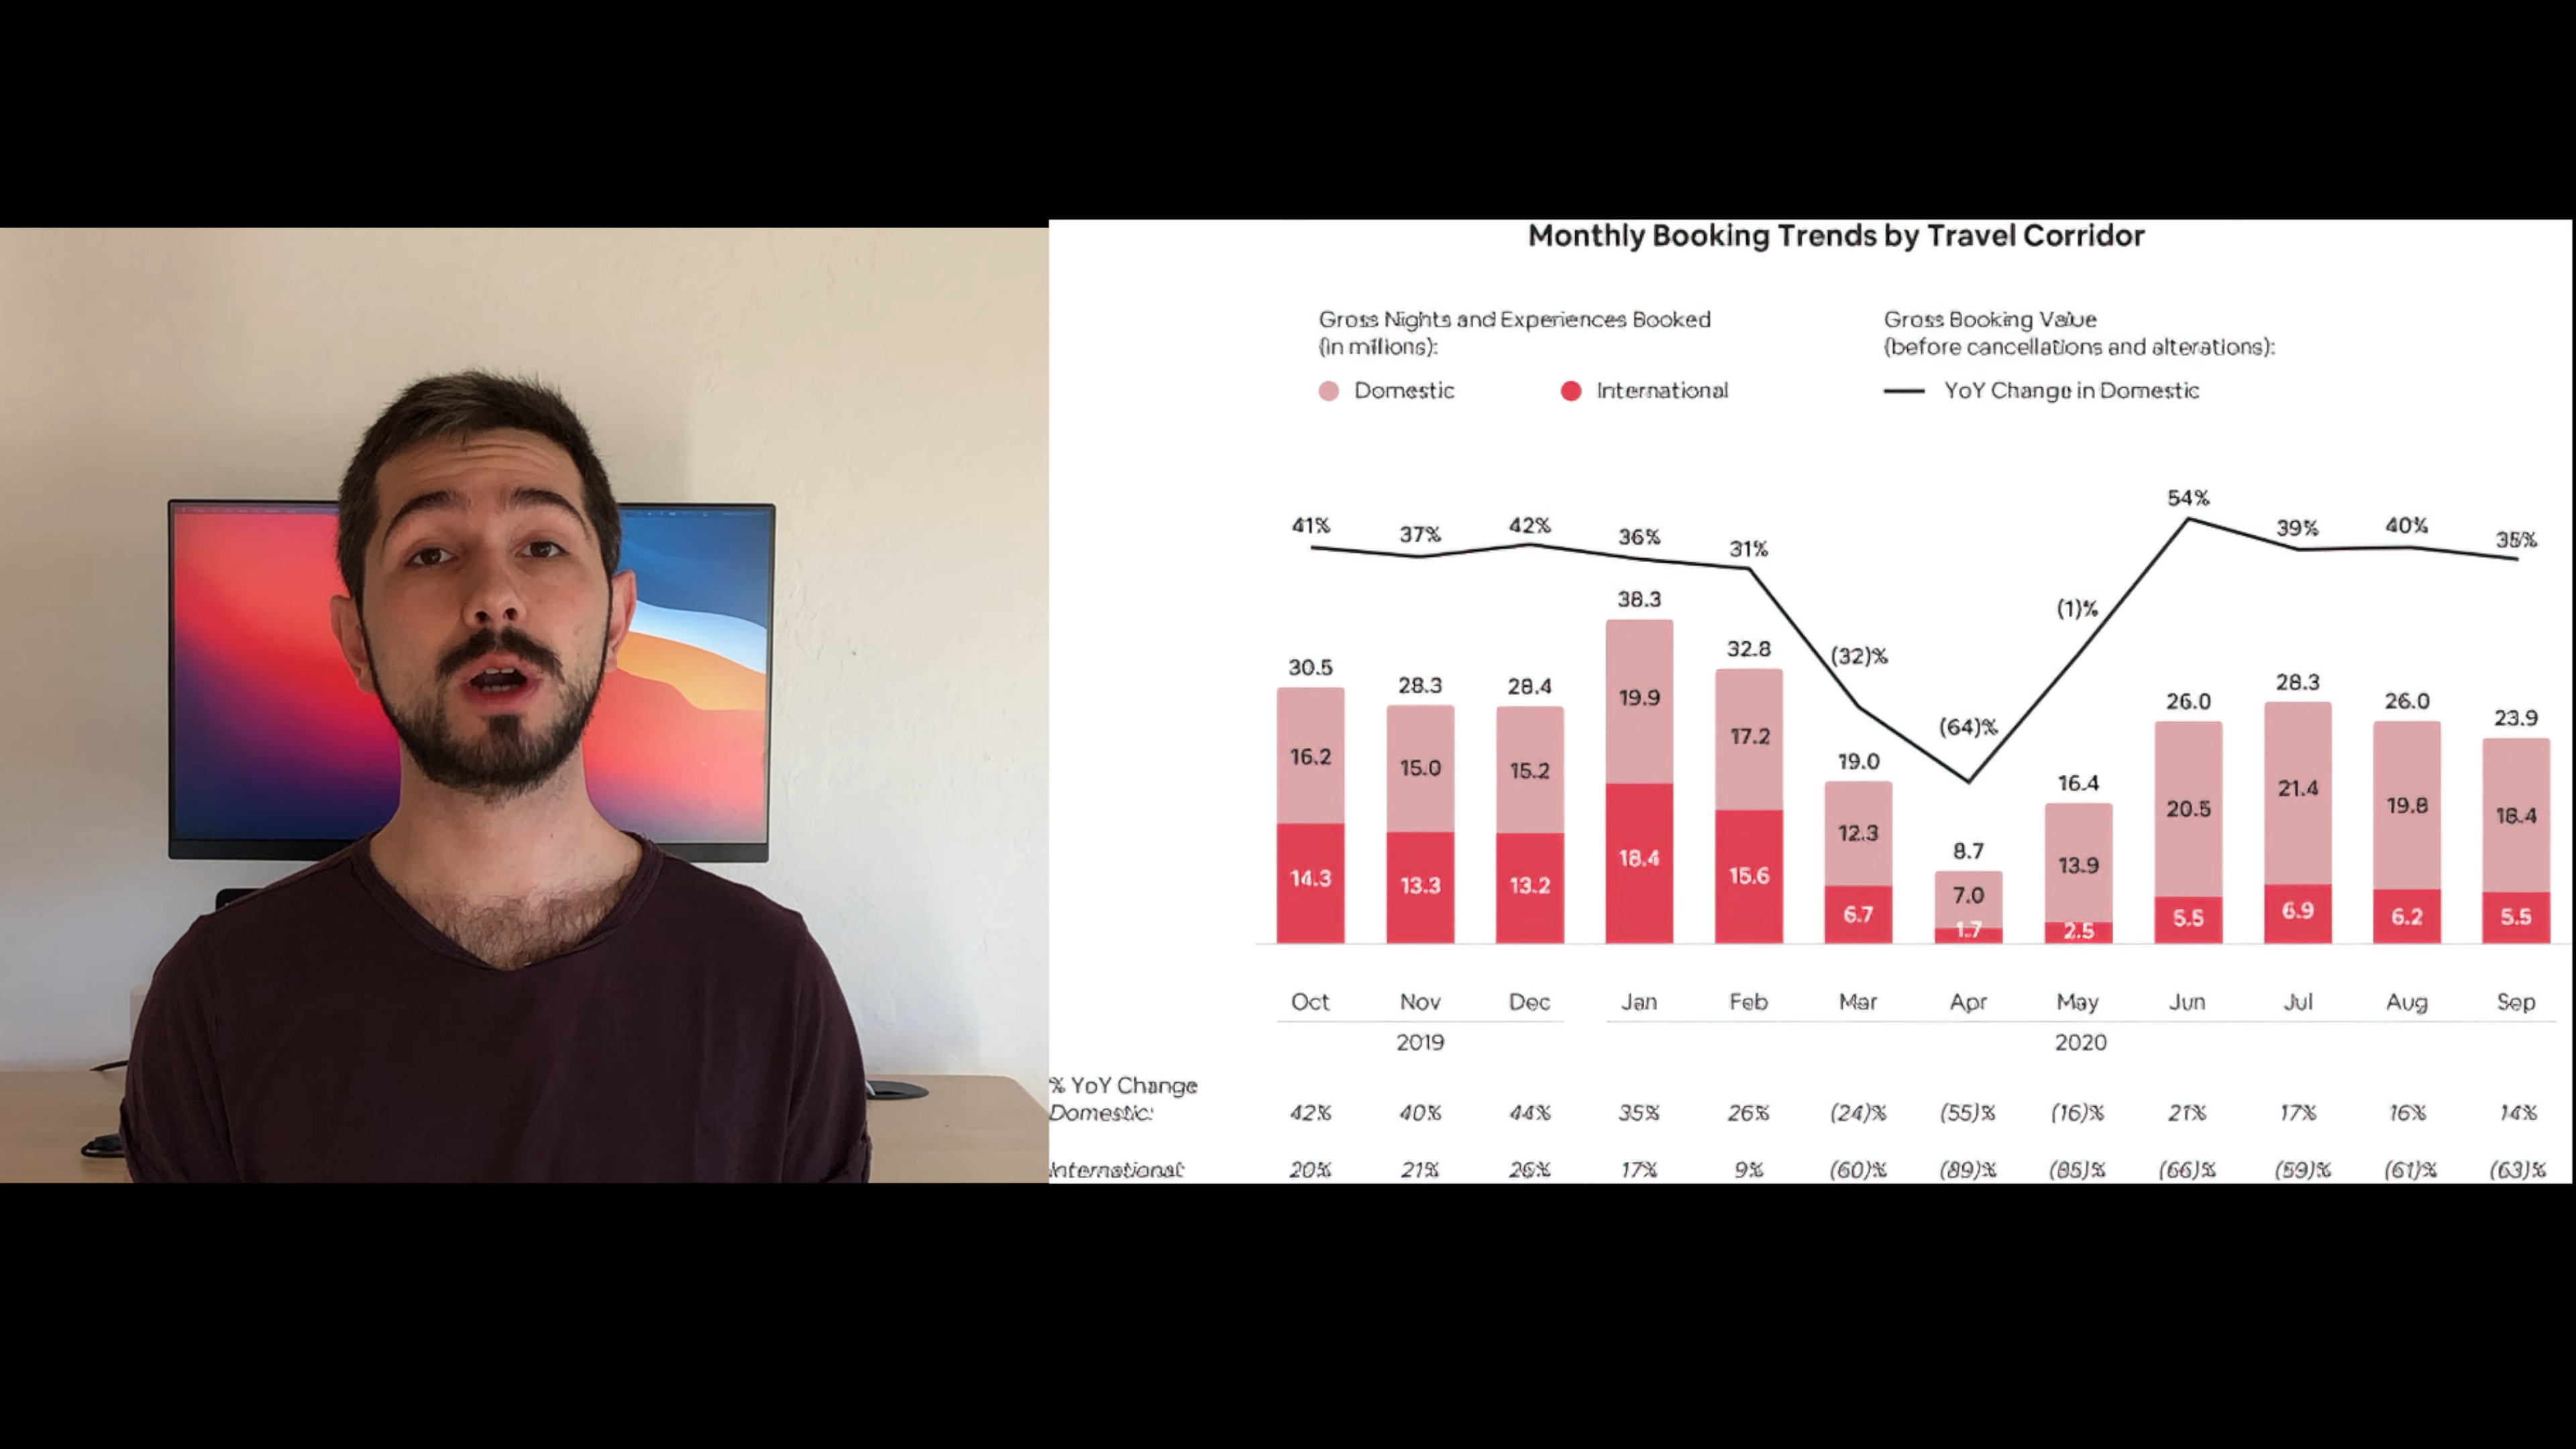 Monthly Booking Trends by Travel Corridor
Gross Nights and Experiences Booked
(in millions):
Domestic International
Gross Booking Value
(before cancellations and alterations):
YoY Change in Domestic
41% 37% 42% 36% 31% (32)% (64)% (1)% 54% 39% 40% 35%
30.5 28.3 28.4 38.3 32.8 19.0 8.7 16.4 26.0 28.3 26.0 23.9
16.2 15.0 15.2 19.9 17.2 12.3 7.0 13.9 20.5 21.4 19.8 18.4
14.3 13.3 13.2 18.4 15.6 6.7 1.7 2.5 5.5 6.9 6.2 5.5
Oct Nov Dec Jan Feb Mar Apr May Jun Jul Aug Sep
2019 2020
% YoY Change
Domestic: 42% 40% 44% 35% 26% (24)% (55)% (16)% 21% 17% 16% 14%
International: 20% 21% 26% 17% 9% (60)% (89)% (85)% (66)% (59)% (61)% (63)%